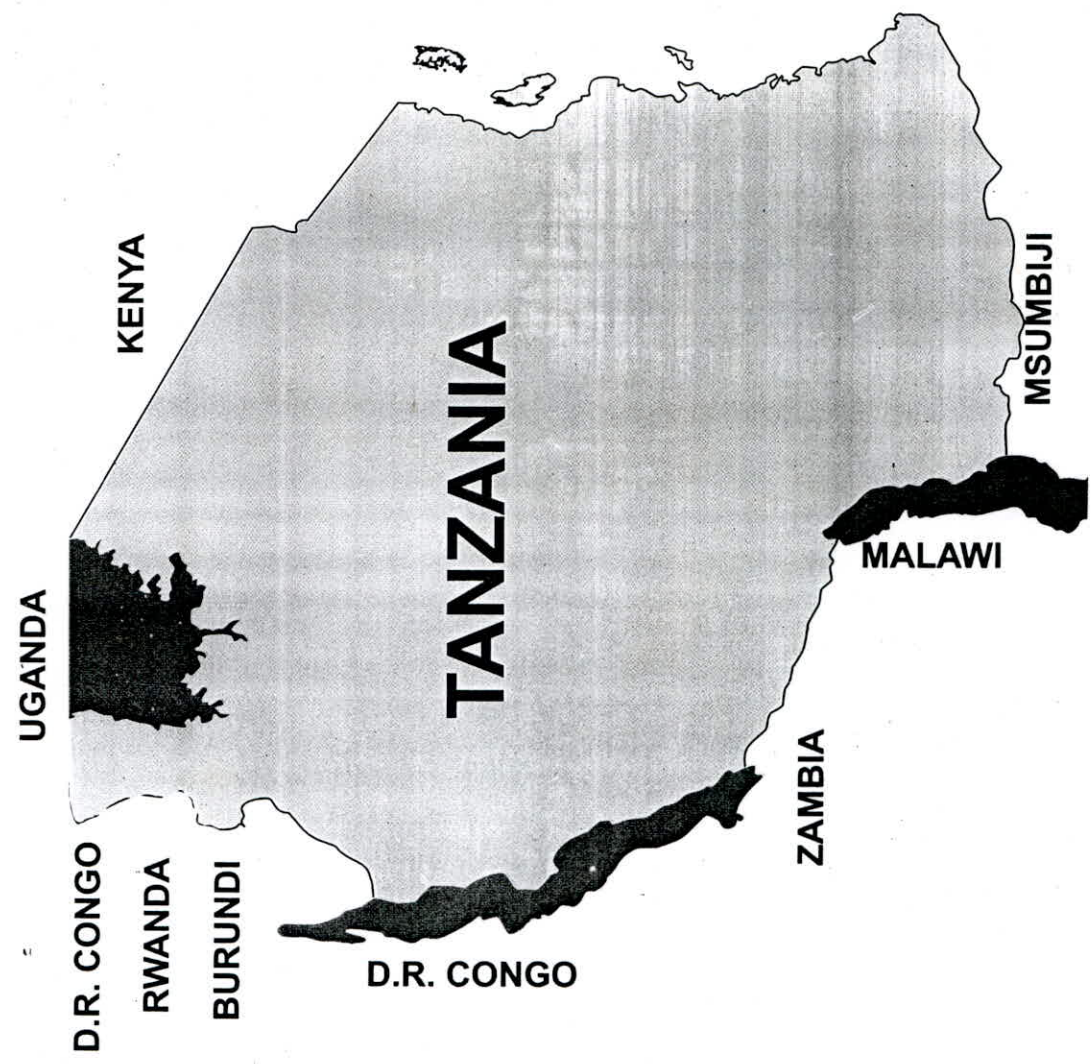 UGANDA
KENYA
D.R. CONGO
RWANDA
BURUNDI
TANZANIA
D.R. CONGO
ZAMBIA
MALAWI
MSUMBIJI